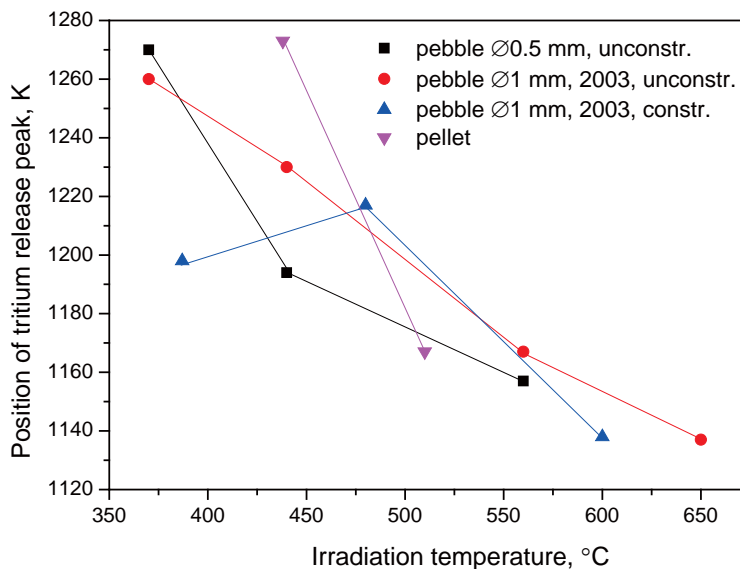 pebble ∅0.5 mm, unconstr.
pebble ∅1 mm, 2003, unconstr.
pebble ∅1 mm, 2003, constr.
pellet
Position of tritium release peak, K
1280
1260
1240
1220
1200
1180
1160
1140
1120
350 400 450 500 550 600 650
Irradiation temperature, °C